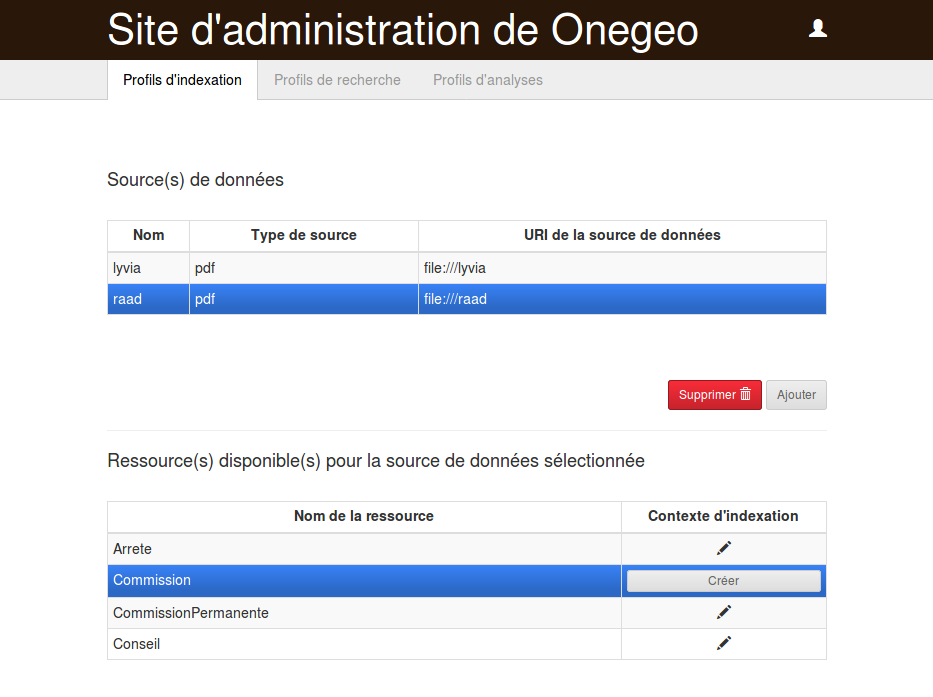 Site d'administration de Onegeo
Profils d'indexation Profils de recherche Profils d'analyses
Source(s) de données
Nom Type de source URI de la source de données
lyvia pdf file:///lyvia
raad pdf file:///raad
Supprimer Ajouter
Ressource(s) disponible(s) pour la source de données sélectionnée
Nom de la ressource Contexte d'indexation
Arrete
Commission Créer
CommissionPermanente
Conseil